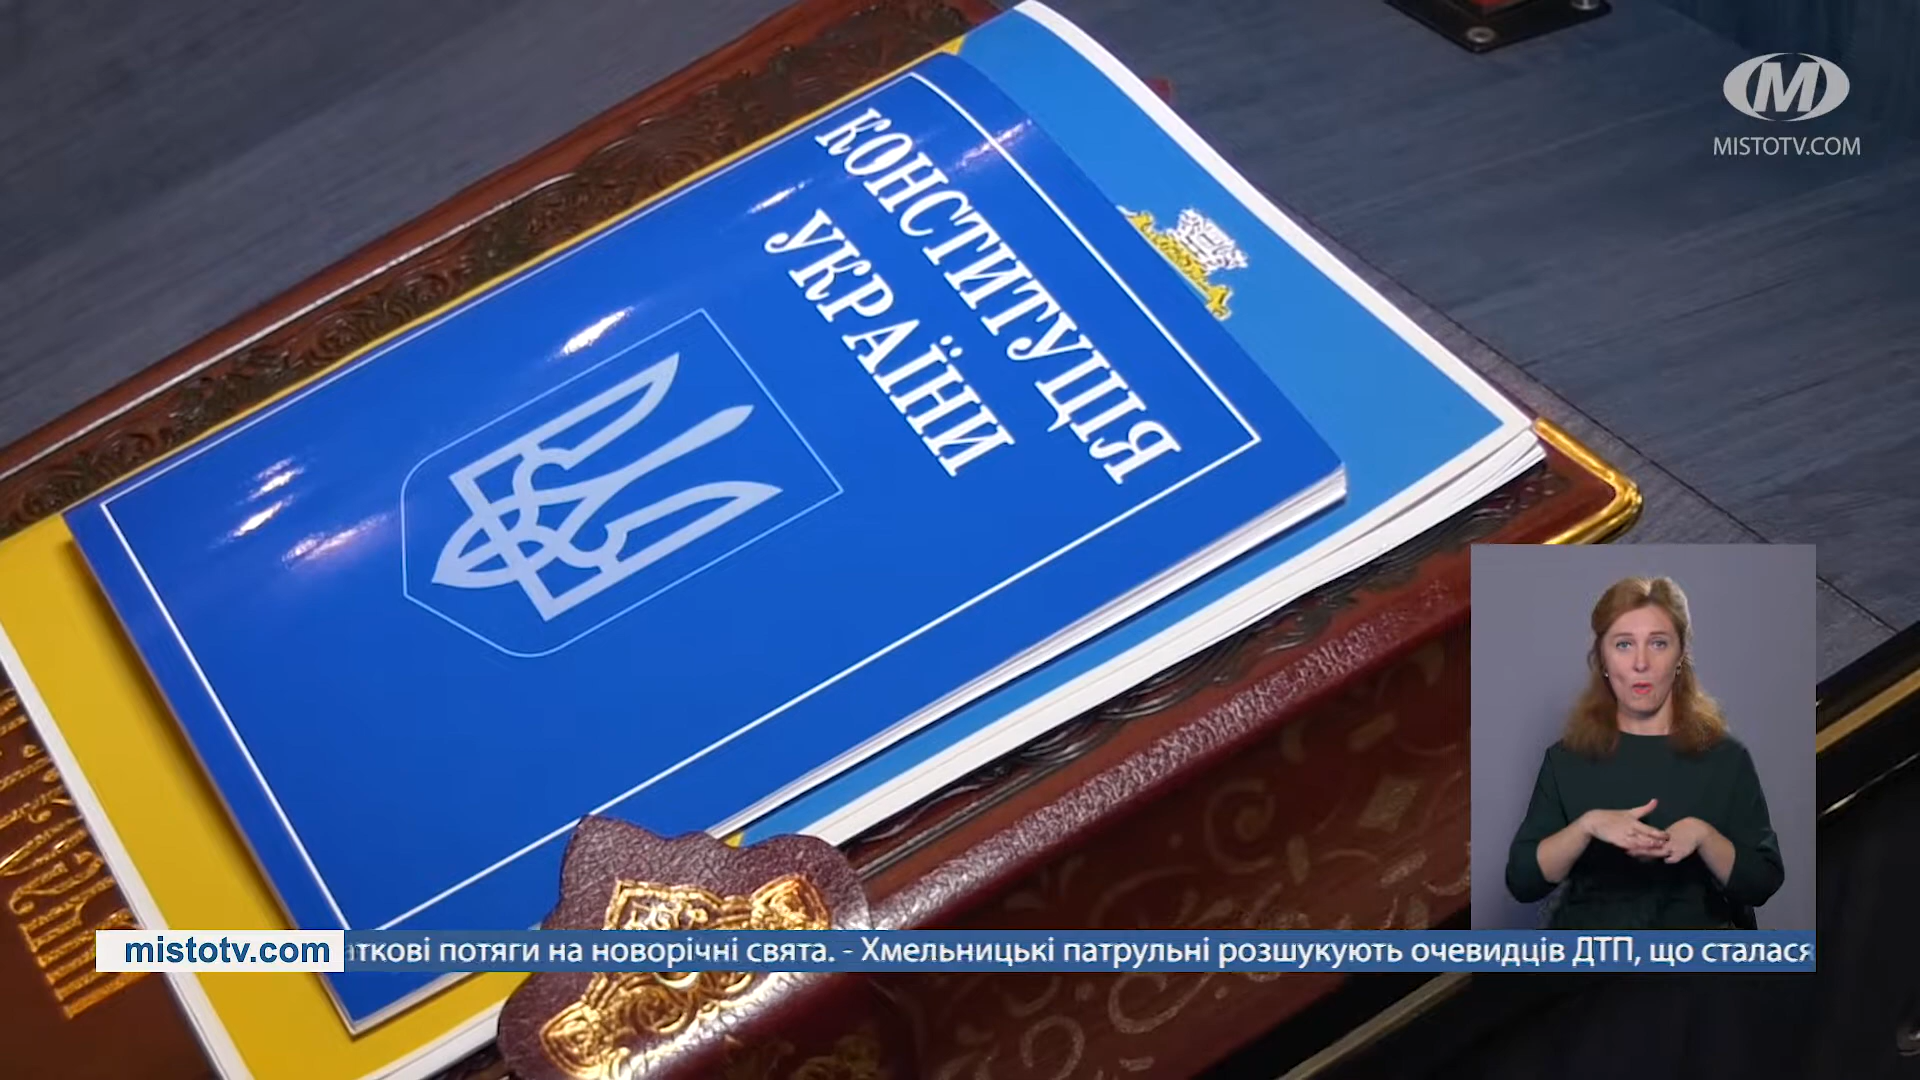 M
MISTOTV.COM
КОНСТИТУЦІЯ
УКРАЇНИ
mistotv.com
аткові потяги на новорічні свята. - Хмельницькі патрульні розшукують очевидців ДТП, що сталася